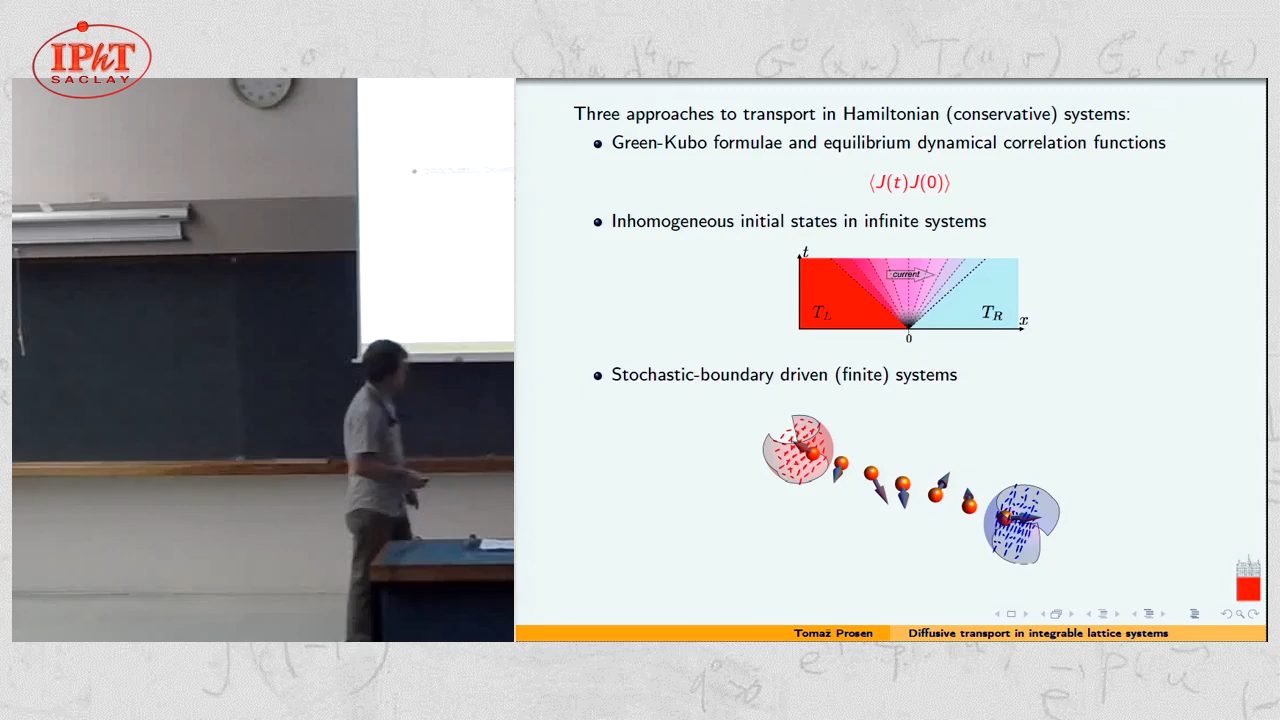 IPhT
SACLAY
Three approaches to transport in Hamiltonian (conservative) systems:
Green-Kubo formulae and equilibrium dynamical correlation functions
⟨J(t)J(0)⟩
Inhomogeneous initial states in infinite systems
t
current
T_L
T_R
x
0
Stochastic-boundary driven (finite) systems
Tomaž Prosen
Diffusive transport in integrable lattice systems